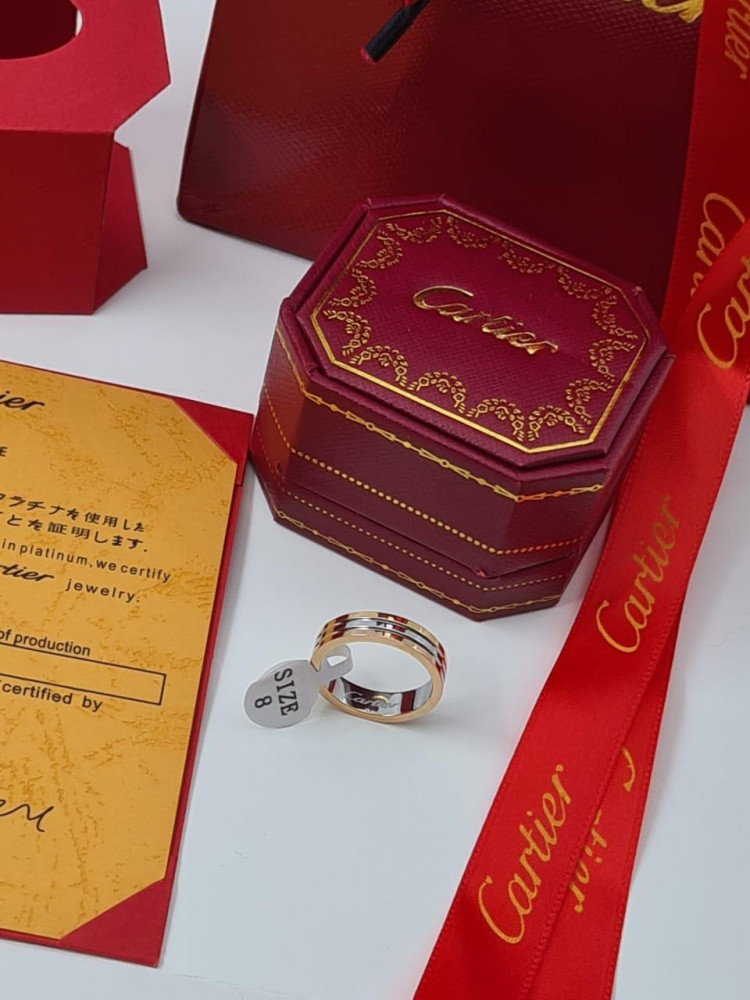 Cartier
ier
E
ラチナを使用した
とを証明します.
in platinum, we certify
rtier jewelry.
of production
certified by
SIZE
8
Cartier
Cartier
Cartier